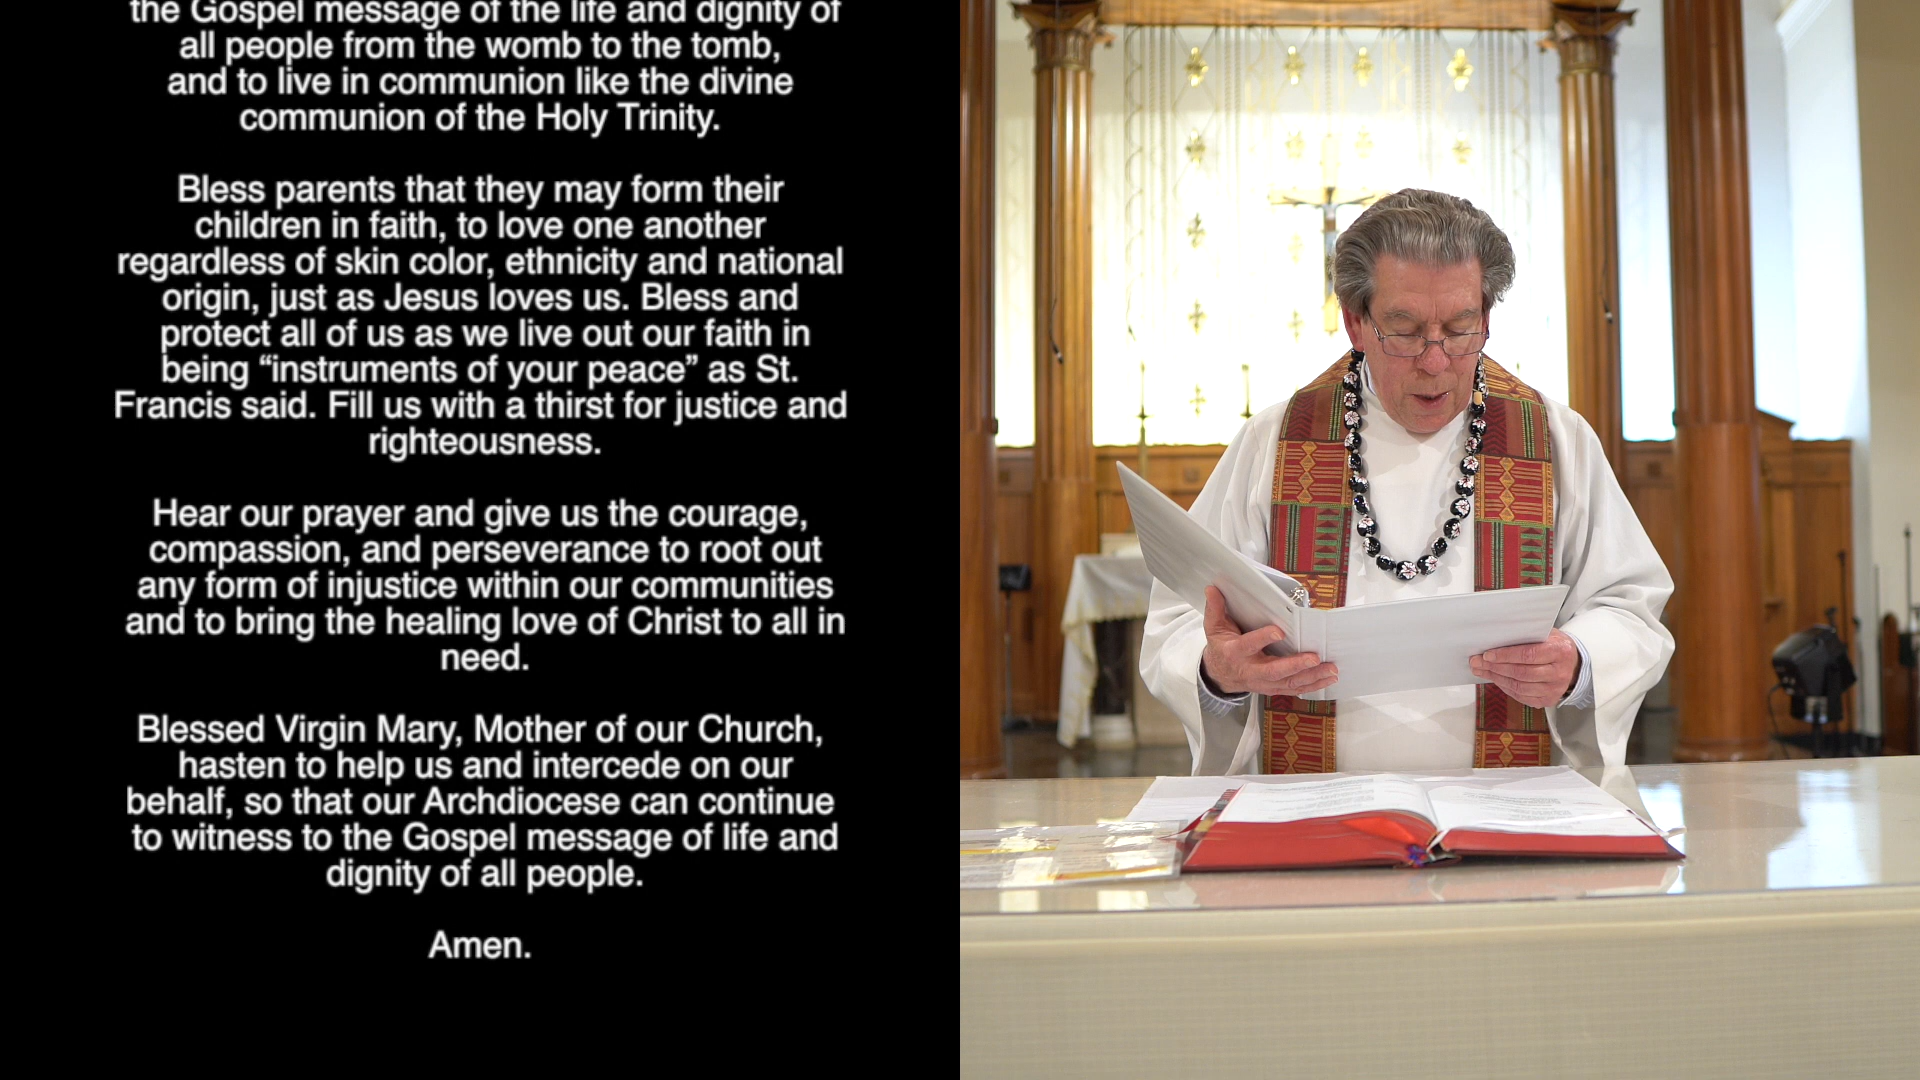 the Gospel message of the life and dignity of
all people from the womb to the tomb,
and to live in communion like the divine
communion of the Holy Trinity.
Bless parents that they may form their
children in faith, to love one another
regardless of skin color, ethnicity and national
origin, just as Jesus loves us. Bless and
protect all of us as we live out our faith in
being “instruments of your peace” as St.
Francis said. Fill us with a thirst for justice and
righteousness.
Hear our prayer and give us the courage,
compassion, and perseverance to root out
any form of injustice within our communities
and to bring the healing love of Christ to all in
need.
Blessed Virgin Mary, Mother of our Church,
hasten to help us and intercede on our
behalf, so that our Archdiocese can continue
to witness to the Gospel message of life and
dignity of all people.
Amen.